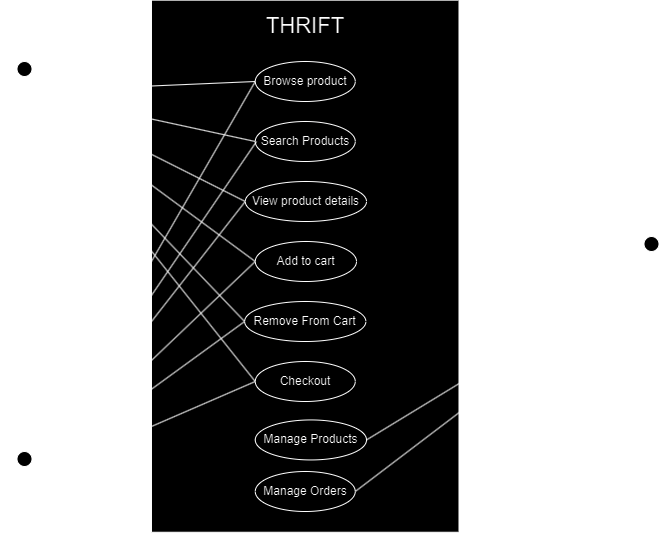 THRIFT
Browse product
Search Products
View product details
Add to cart
Remove From Cart
Checkout
Manage Products
Manage Orders